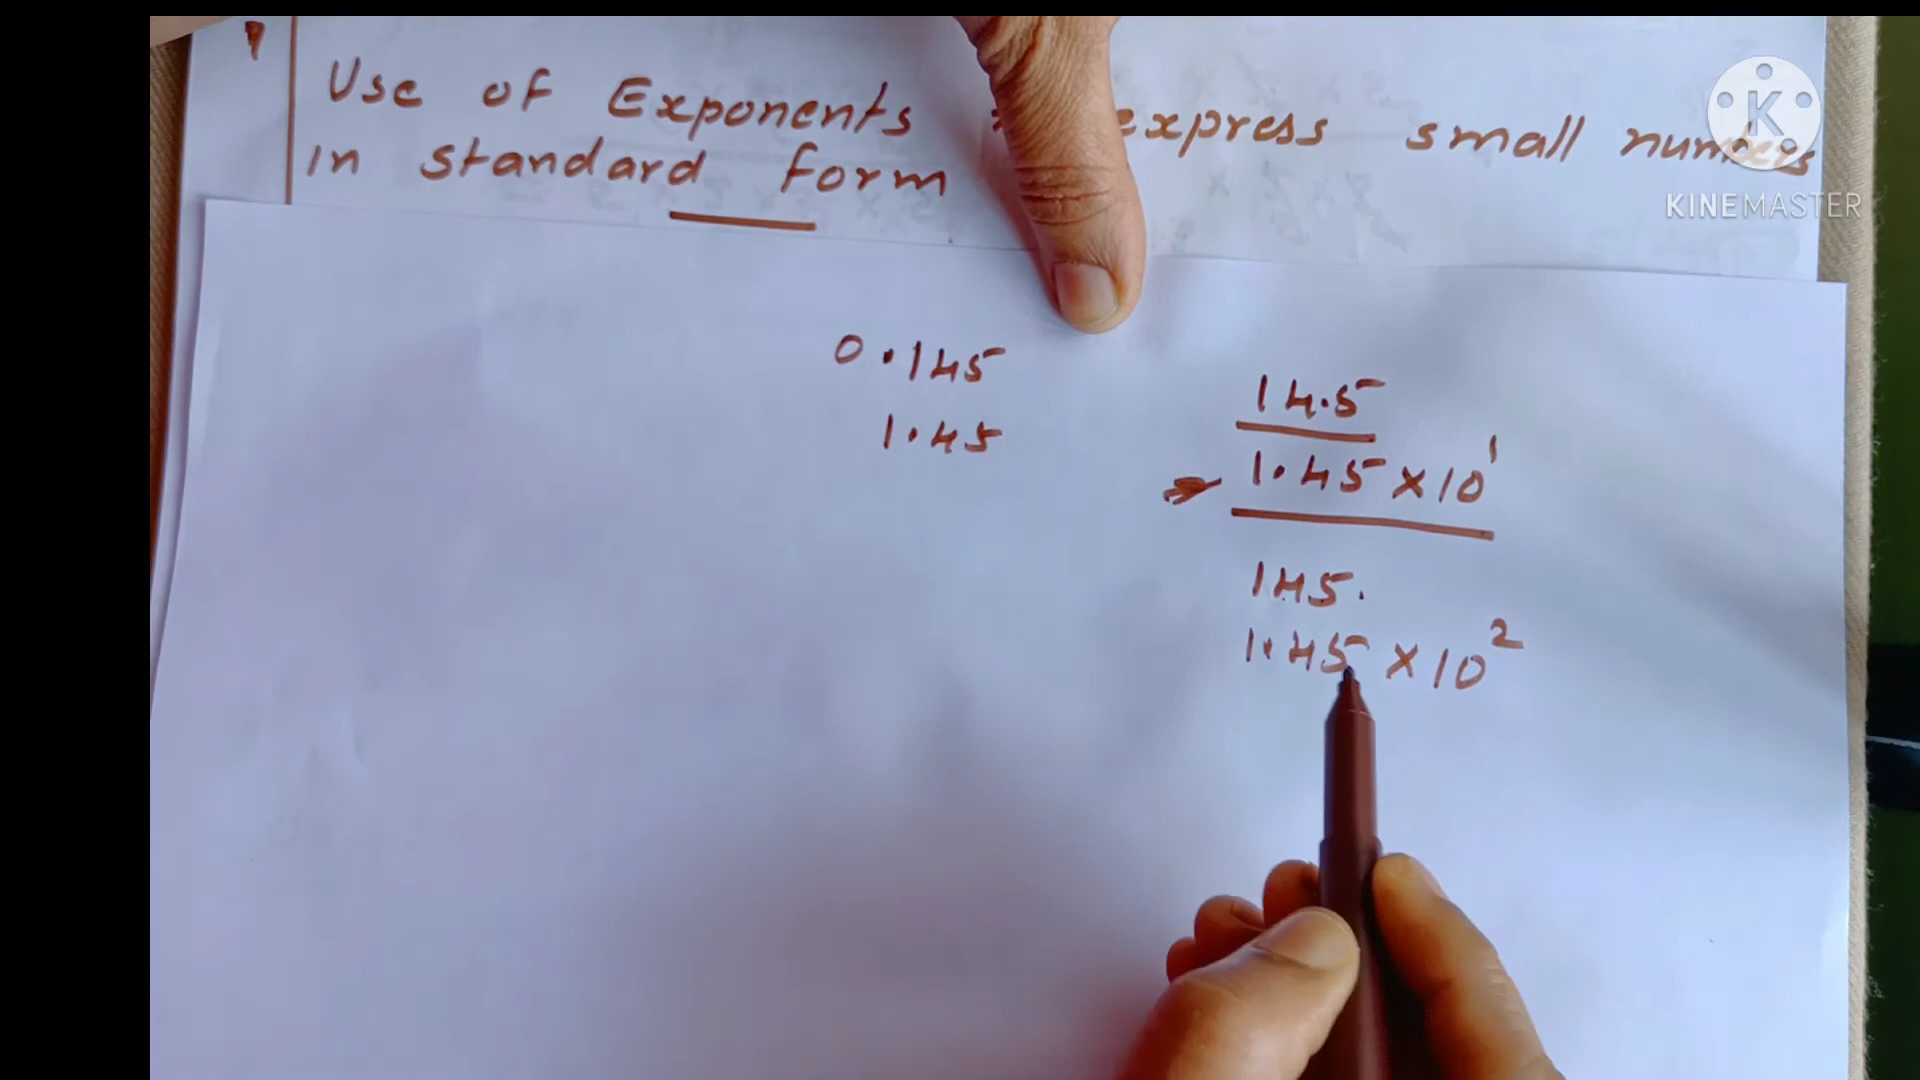 Use of Exponents express small numbers
in standard form
0.145
1.45
14.5
1.45 × 10¹
145.
1.45 × 10²
K
KINEMASTER